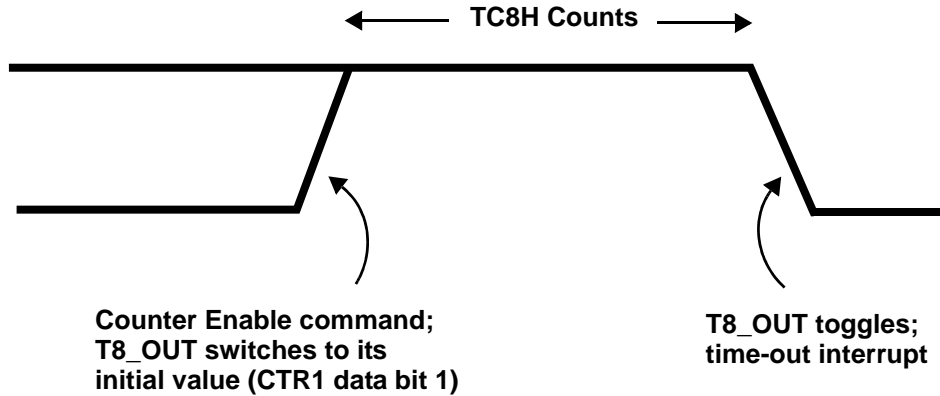 TC8H Counts
Counter Enable command;
T8_OUT switches to its
initial value (CTR1 data bit 1)
T8_OUT toggles;
time-out interrupt